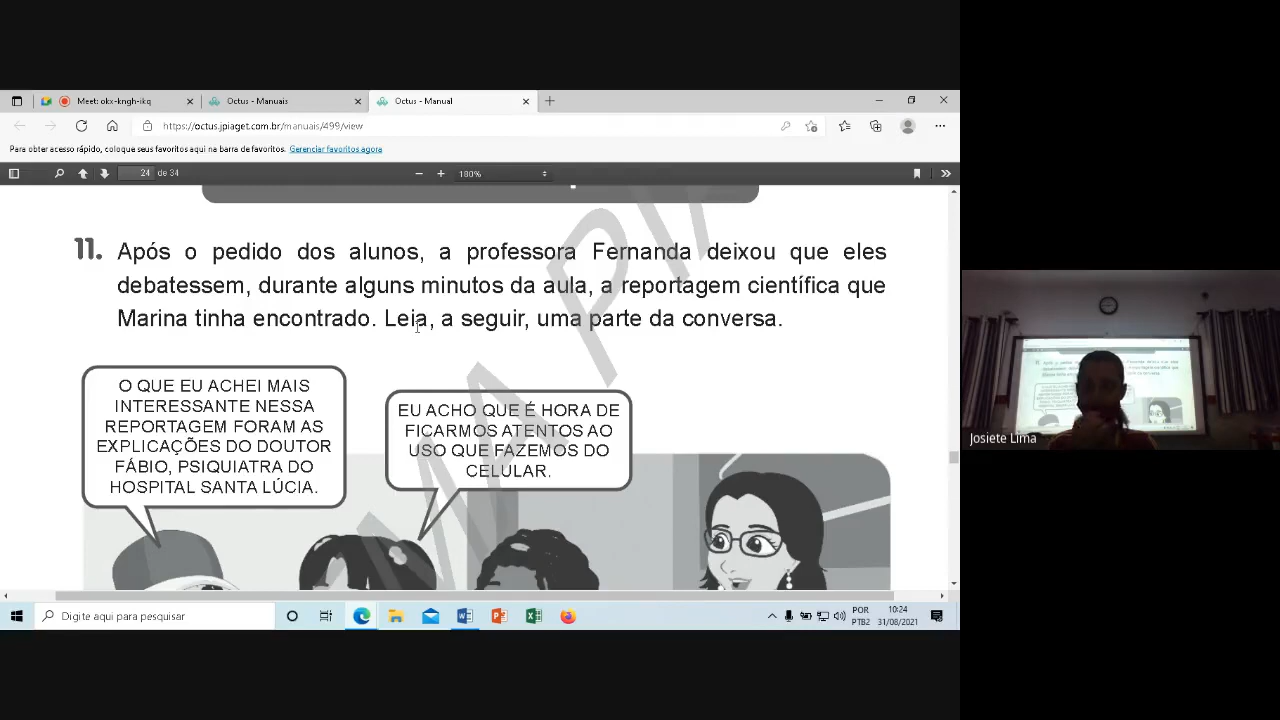 Meet: okx-kngh-ikq
Octus - Manuais
Octus - Manual
https://octus.jpiaget.com.br/manuais/499/view
Para obter acesso rápido, coloque seus favoritos aqui na barra de favoritos. Gerenciar favoritos agora
24 de 34
180%
11. Após o pedido dos alunos, a professora Fernanda deixou que eles
debatessem, durante alguns minutos da aula, a reportagem científica que
Marina tinha encontrado. Leia, a seguir, uma parte da conversa.
O QUE EU ACHEI MAIS
INTERESSANTE NESSA
REPORTAGEM FORAM AS
EXPLICAÇÕES DO DOUTOR
FÁBIO, PSIQUIATRA DO
HOSPITAL SANTA LÚCIA.
EU ACHO QUE É HORA DE
FICARMOS ATENTOS AO
USO QUE FAZEMOS DO
CELULAR.
Josiete Lima
Digite aqui para pesquisar
POR
PTB2
10:24
31/08/2021